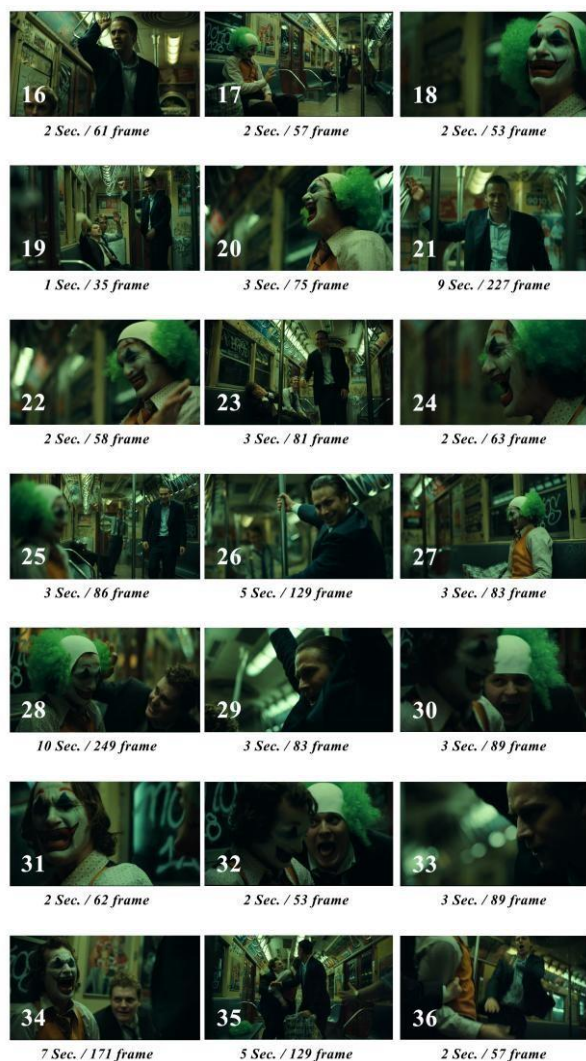 16 17 18
2 Sec. / 61 frame 2 Sec. / 57 frame 2 Sec. / 53 frame
19 20 21
1 Sec. / 35 frame 3 Sec. / 75 frame 9 Sec. / 227 frame
22 23 24
2 Sec. / 58 frame 3 Sec. / 81 frame 2 Sec. / 63 frame
25 26 27
3 Sec. / 86 frame 5 Sec. / 129 frame 3 Sec. / 83 frame
28 29 30
10 Sec. / 249 frame 3 Sec. / 83 frame 3 Sec. / 89 frame
31 32 33
2 Sec. / 62 frame 2 Sec. / 53 frame 3 Sec. / 89 frame
34 35 36
7 Sec. / 171 frame 5 Sec. / 129 frame 2 Sec. / 57 frame